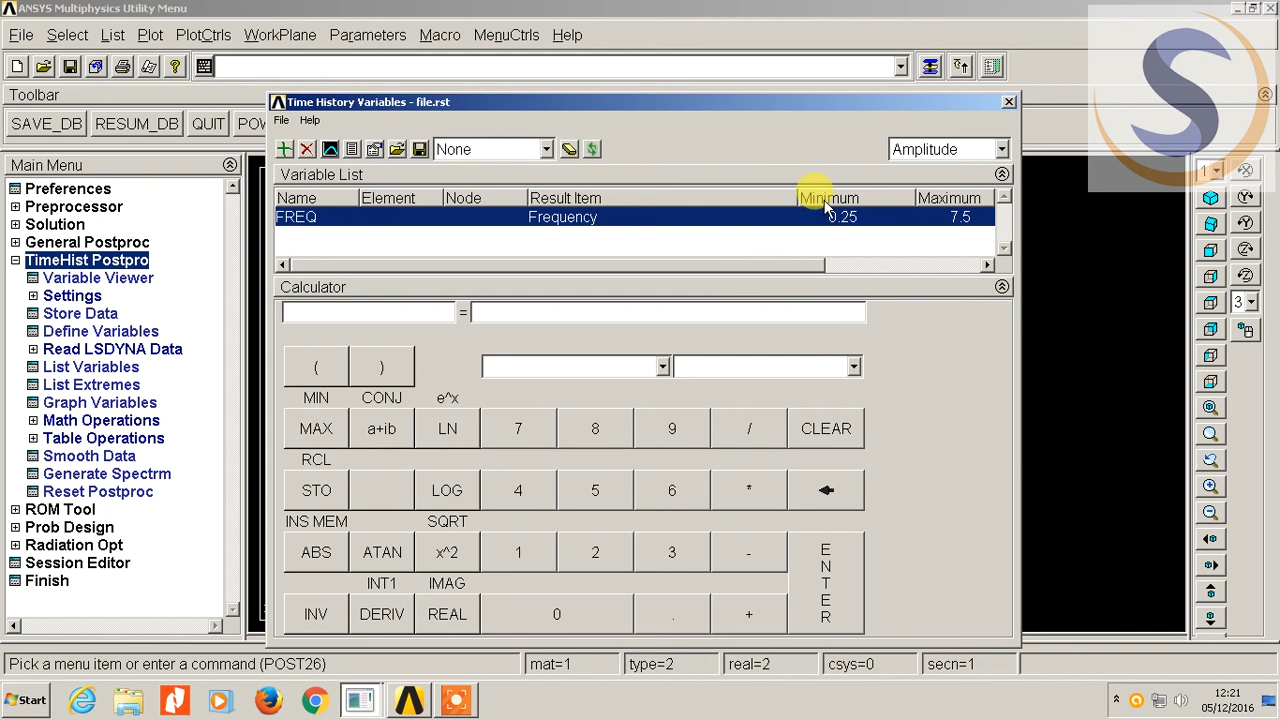 ANSYS Multiphysics Utility Menu
File Select List Plot PlotCtrls WorkPlane Parameters Macro MenuCtrls Help
Toolbar
SAVE_DB RESUM_DB QUIT
Main Menu
Preferences
Preprocessor
Solution
General Postproc
TimeHist Postpro
Variable Viewer
Settings
Store Data
Define Variables
Read LSDYNA Data
List Variables
List Extremes
Graph Variables
Math Operations
Table Operations
Smooth Data
Generate Spectrm
Reset Postproc
ROM Tool
Prob Design
Radiation Opt
Session Editor
Finish
Time History Variables - file.rst
File Help
None Amplitude
Variable List
Name Element Node Result Item Minimum Maximum
FREQ Frequency 0.25 7.5
Calculator
=
( )
MIN CONJ e^x
MAX a+ib LN 7 8 9 / CLEAR
RCL
STO LOG 4 5 6 *
INS MEM SQRT
ABS ATAN x^2 1 2 3 - ENTER
INT1 IMAG
INV DERIV REAL 0 . +
1
3
Pick a menu item or enter a command (POST26) mat=1 type=2 real=2 csys=0 secn=1
Start
12:21
05/12/2016